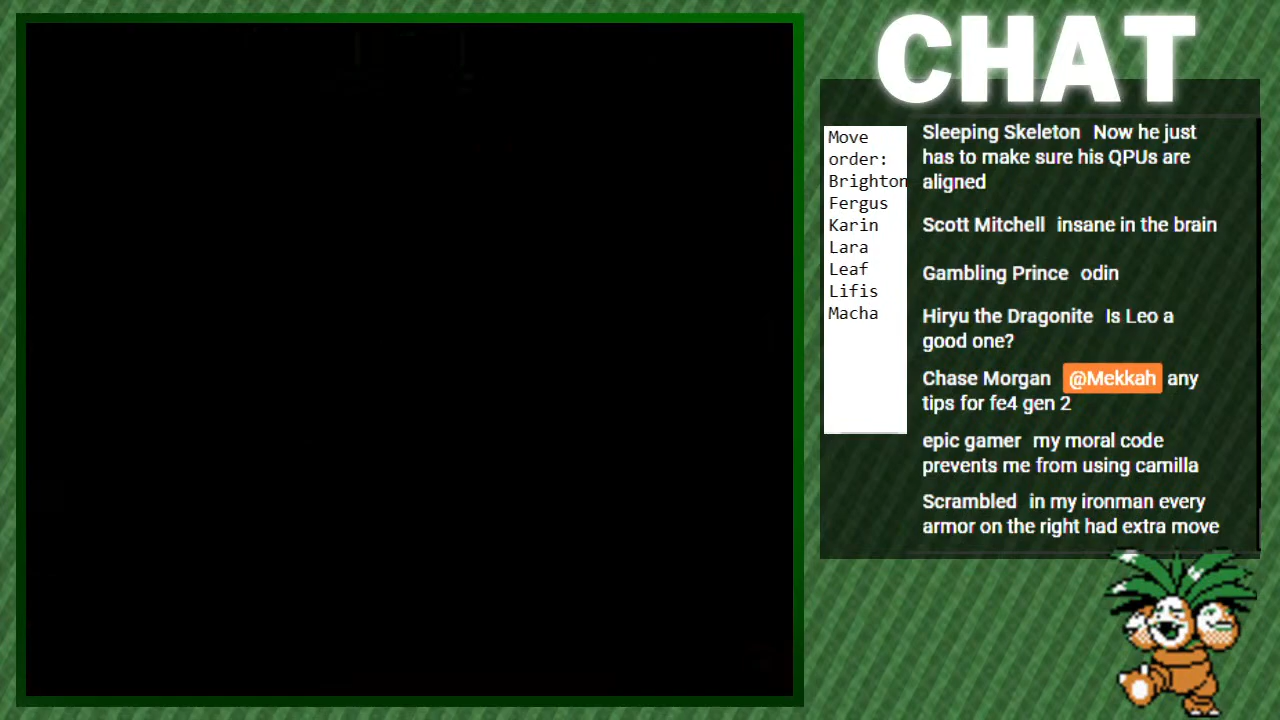 CHAT
Move
order:
Brighton
Fergus
Karin
Lara
Leaf
Lifis
Macha
Sleeping Skeleton Now he just
has to make sure his QPUs are
aligned
Scott Mitchell insane in the brain
Gambling Prince odin
Hiryu the Dragonite Is Leo a
good one?
Chase Morgan @Mekkah any
tips for fe4 gen 2
epic gamer my moral code
prevents me from using camilla
Scrambled in my ironman every
armor on the right had extra move